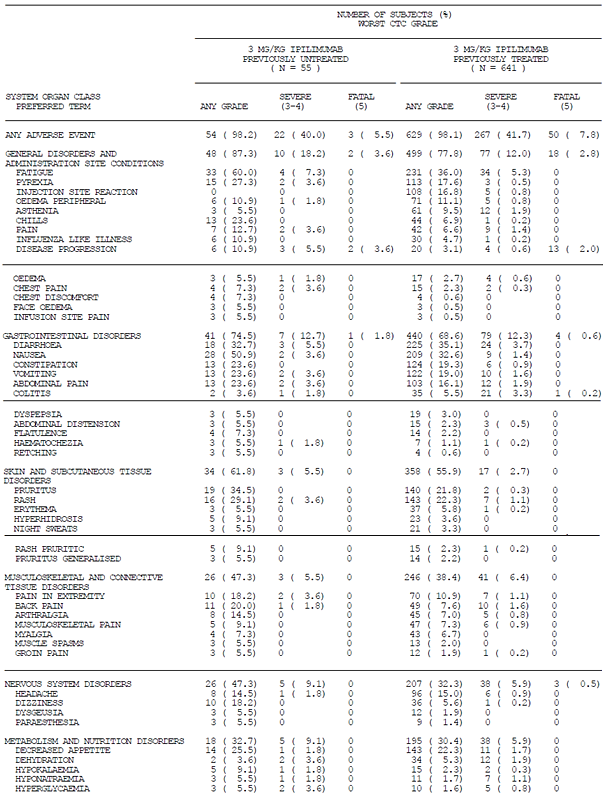 NUMBER OF SUBJECTS (%)
WORST CTC GRADE
3 MG/KG IPILIMUMAB 3 MG/KG IPILIMUMAB
PREVIOUSLY UNTREATED PREVIOUSLY TREATED
( N = 55 ) ( N = 641 )
SYSTEM ORGAN CLASS SEVERE FATAL SEVERE FATAL
PREFERRED TERM ANY GRADE (3-4) (5) ANY GRADE (3-4) (5)
ANY ADVERSE EVENT 54 ( 98.2) 22 ( 40.0) 3 ( 5.5) 629 ( 98.1) 267 ( 41.7) 50 ( 7.8)
GENERAL DISORDERS AND 48 ( 87.3) 10 ( 18.2) 2 ( 3.6) 499 ( 77.8) 77 ( 12.0) 18 ( 2.8)
ADMINISTRATION SITE CONDITIONS
FATIGUE 33 ( 60.0) 4 ( 7.3) 0 231 ( 36.0) 34 ( 5.3) 0
PYREXIA 15 ( 27.3) 2 ( 3.6) 0 113 ( 17.6) 3 ( 0.5) 0
INJECTION SITE REACTION 0 0 0 108 ( 16.8) 5 ( 0.8) 0
OEDEMA PERIPHERAL 6 ( 10.9) 1 ( 1.8) 0 71 ( 11.1) 5 ( 0.8) 0
ASTHENIA 3 ( 5.5) 0 0 61 ( 9.5) 12 ( 1.9) 0
CHILLS 13 ( 23.6) 0 0 44 ( 6.9) 1 ( 0.2) 0
PAIN 7 ( 12.7) 2 ( 3.6) 0 42 ( 6.6) 9 ( 1.4) 0
INFLUENZA LIKE ILLNESS 6 ( 10.9) 0 0 30 ( 4.7) 1 ( 0.2) 0
DISEASE PROGRESSION 6 ( 10.9) 3 ( 5.5) 2 ( 3.6) 20 ( 3.1) 4 ( 0.6) 13 ( 2.0)
OEDEMA 3 ( 5.5) 1 ( 1.8) 0 17 ( 2.7) 4 ( 0.6) 0
CHEST PAIN 4 ( 7.3) 2 ( 3.6) 0 15 ( 2.3) 2 ( 0.3) 0
CHEST DISCOMFORT 4 ( 7.3) 0 0 4 ( 0.6) 0 0
FACE OEDEMA 3 ( 5.5) 0 0 3 ( 0.5) 0 0
INFUSION SITE PAIN 3 ( 5.5) 0 0 3 ( 0.5) 0 0
GASTROINTESTINAL DISORDERS 41 ( 74.5) 7 ( 12.7) 1 ( 1.8) 440 ( 68.6) 79 ( 12.3) 4 ( 0.6)
DIARRHOEA 18 ( 32.7) 3 ( 5.5) 0 225 ( 35.1) 24 ( 3.7) 0
NAUSEA 28 ( 50.9) 2 ( 3.6) 0 209 ( 32.6) 9 ( 1.4) 0
CONSTIPATION 13 ( 23.6) 0 0 124 ( 19.3) 6 ( 0.9) 0
VOMITING 13 ( 23.6) 2 ( 3.6) 0 122 ( 19.0) 10 ( 1.6) 0
ABDOMINAL PAIN 13 ( 23.6) 2 ( 3.6) 0 103 ( 16.1) 12 ( 1.9) 0
COLITIS 2 ( 3.6) 1 ( 1.8) 0 35 ( 5.5) 21 ( 3.3) 1 ( 0.2)
DYSPEPSIA 3 ( 5.5) 0 0 19 ( 3.0) 0 0
ABDOMINAL DISTENSION 3 ( 5.5) 0 0 15 ( 2.3) 3 ( 0.5) 0
FLATULENCE 4 ( 7.3) 0 0 14 ( 2.2) 0 0
HAEMATOCHEZIA 3 ( 5.5) 1 ( 1.8) 0 7 ( 1.1) 1 ( 0.2) 0
RETCHING 3 ( 5.5) 0 0 4 ( 0.6) 0 0
SKIN AND SUBCUTANEOUS TISSUE 34 ( 61.8) 3 ( 5.5) 0 358 ( 55.9) 17 ( 2.7) 0
DISORDERS
PRURITUS 19 ( 34.5) 0 0 140 ( 21.8) 2 ( 0.3) 0
RASH 16 ( 29.1) 2 ( 3.6) 0 143 ( 22.3) 7 ( 1.1) 0
ERYTHEMA 3 ( 5.5) 0 0 37 ( 5.8) 1 ( 0.2) 0
HYPERHIDROSIS 5 ( 9.1) 0 0 23 ( 3.6) 0 0
NIGHT SWEATS 3 ( 5.5) 0 0 21 ( 3.3) 0 0
RASH PRURITIC 5 ( 9.1) 0 0 15 ( 2.3) 1 ( 0.2) 0
PRURITUS GENERALISED 3 ( 5.5) 0 0 14 ( 2.2) 0 0
MUSCULOSKELETAL AND CONNECTIVE 26 ( 47.3) 3 ( 5.5) 0 246 ( 38.4) 41 ( 6.4) 0
TISSUE DISORDERS
PAIN IN EXTREMITY 10 ( 18.2) 2 ( 3.6) 0 70 ( 10.9) 7 ( 1.1) 0
BACK PAIN 11 ( 20.0) 1 ( 1.8) 0 49 ( 7.6) 10 ( 1.6) 0
ARTHRALGIA 8 ( 14.5) 0 0 45 ( 7.0) 5 ( 0.8) 0
MUSCULOSKELETAL PAIN 5 ( 9.1) 0 0 47 ( 7.3) 6 ( 0.9) 0
MYALGIA 4 ( 7.3) 0 0 43 ( 6.7) 0 0
MUSCLE SPASMS 3 ( 5.5) 0 0 13 ( 2.0) 0 0
GROIN PAIN 3 ( 5.5) 0 0 12 ( 1.9) 1 ( 0.2) 0
NERVOUS SYSTEM DISORDERS 26 ( 47.3) 5 ( 9.1) 0 207 ( 32.3) 38 ( 5.9) 3 ( 0.5)
HEADACHE 8 ( 14.5) 1 ( 1.8) 0 96 ( 15.0) 6 ( 0.9) 0
DIZZINESS 10 ( 18.2) 0 0 36 ( 5.6) 1 ( 0.2) 0
DYSGEUSIA 3 ( 5.5) 0 0 12 ( 1.9) 0 0
PARAESTHESIA 3 ( 5.5) 0 0 9 ( 1.4) 0 0
METABOLISM AND NUTRITION DISORDERS 18 ( 32.7) 5 ( 9.1) 0 195 ( 30.4) 38 ( 5.9) 0
DECREASED APPETITE 14 ( 25.5) 1 ( 1.8) 0 143 ( 22.3) 11 ( 1.7) 0
DEHYDRATION 2 ( 3.6) 2 ( 3.6) 0 34 ( 5.3) 12 ( 1.9) 0
HYPOKALAEMIA 5 ( 9.1) 1 ( 1.8) 0 15 ( 2.3) 2 ( 0.3) 0
HYPONATRAEMIA 3 ( 5.5) 1 ( 1.8) 0 11 ( 1.7) 7 ( 1.1) 0
HYPERGLYCAEMIA 3 ( 5.5) 2 ( 3.6) 0 10 ( 1.6) 5 ( 0.8) 0